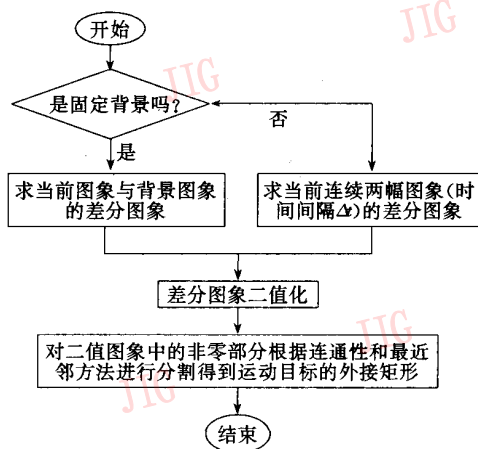 开始
JIG
JIG
是固定背景吗?
否
是
求当前图象与背景图象
的差分图象
求当前连续两幅图象(时
间间隔Δt)的差分图象
差分图象二值化
JIG
对二值图象中的非零部分根据连通性和最近
邻方法进行分割得到运动目标的外接矩形
JIG
结束